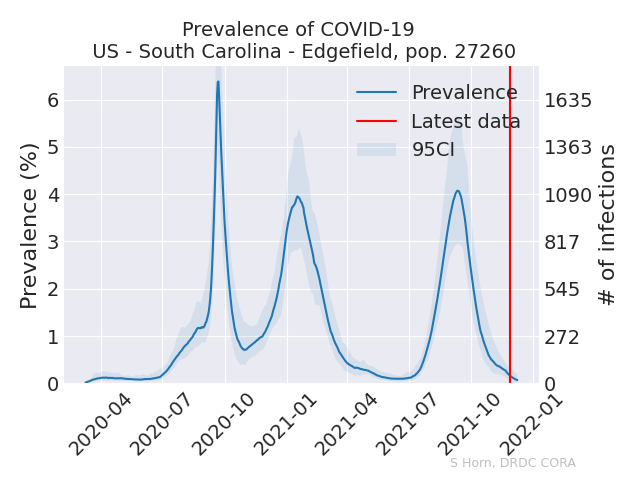 Prevalence of COVID-19
US - South Carolina - Edgefield, pop. 27260
Prevalence
Latest data
95CI
Prevalence (%)
6
5
4
3
2
1
0
1635
1363
1090
817
545
272
0
# of infections
2020-04
2020-07
2020-10
2021-01
2021-04
2021-07
2021-10
2022-01
S Horn, DRDC CORA